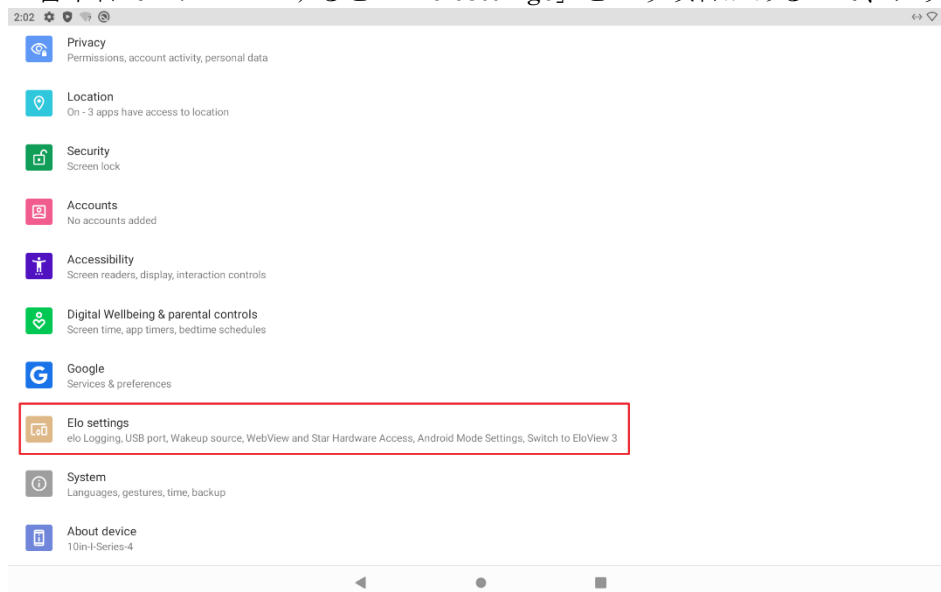 2:02
Privacy
Permissions, account activity, personal data
Location
On - 3 apps have access to location
Security
Screen lock
Accounts
No accounts added
Accessibility
Screen readers, display, interaction controls
Digital Wellbeing & parental controls
Screen time, app timers, bedtime schedules
Google
Services & preferences
Elo settings
elo Logging, USB port, Wakeup source, WebView and Star Hardware Access, Android Mode Settings, Switch to EloView 3
System
Languages, gestures, time, backup
About device
10in-I-Series-4